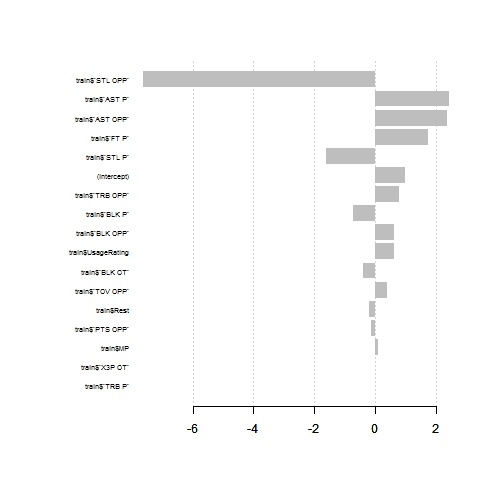 train$`STL OPP`
train$`AST P`
train$`AST OPP`
train$`FT P`
train$`STL P`
(Intercept)
train$`TRB OPP`
train$`BLK P`
train$`BLK OPP`
train$UsageRating
train$`BLK OT`
train$`TOV OPP`
train$Rest
train$`PTS OPP`
train$MP
train$`X3P OT`
train$`TRB P`
-6 -4 -2 0 2